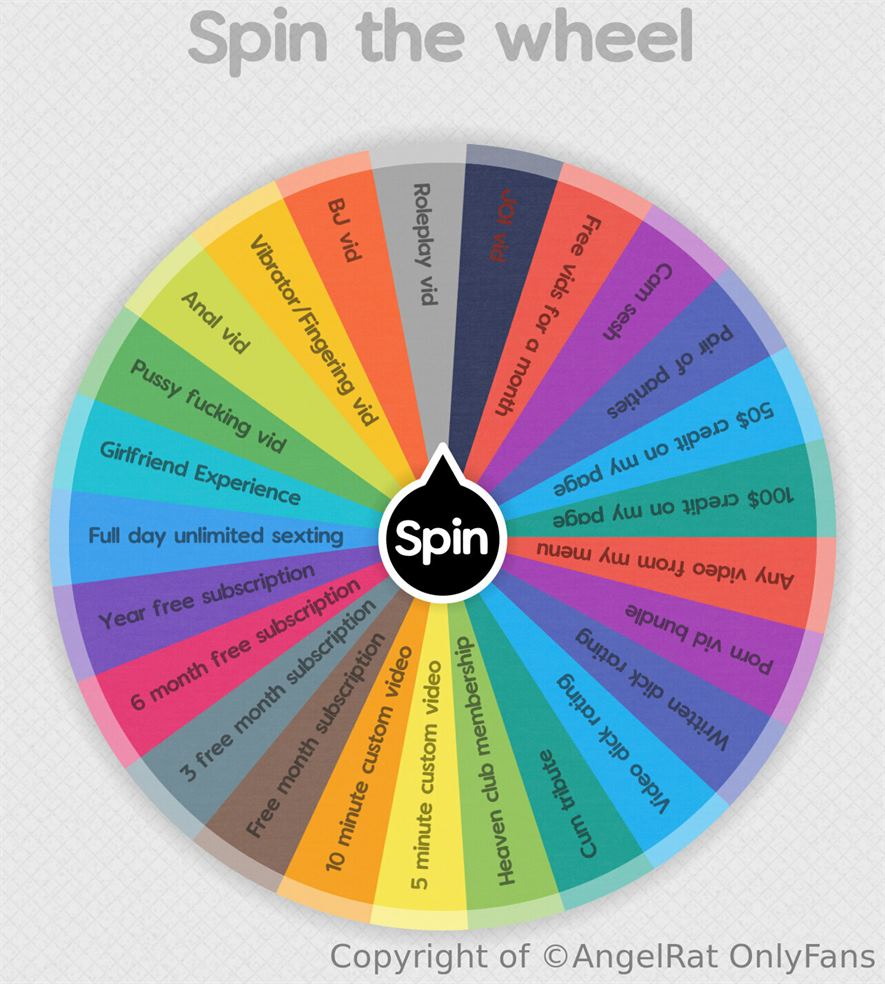 Spin the wheel
Roleplay vid
JOI vid
Free vids for a month
Cam sesh
Pair of panties
50$ credit on my page
100$ credit on my page
Any video from my menu
Porn vid bundle
Written dick rating
Video dick rating
Cum tribute
Heaven club membership
5 minute custom video
10 minute custom video
Free month subscription
3 free month subscription
6 month free subscription
Year free subscription
Full day unlimited sexting
Girlfriend Experience
Pussy fucking vid
Anal vid
Vibrator/Fingering vid
BJ vid
Spin
Copyright of ©AngelRat OnlyFans